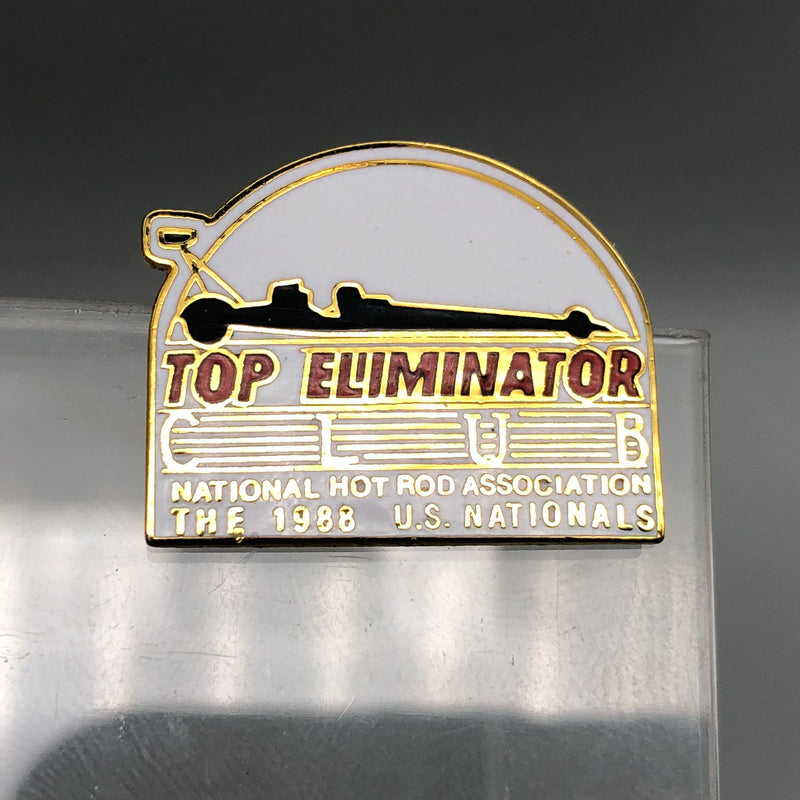 TOP ELIMINATOR
CLUB
NATIONAL HOT ROD ASSOCIATION
THE 1988 U.S. NATIONALS